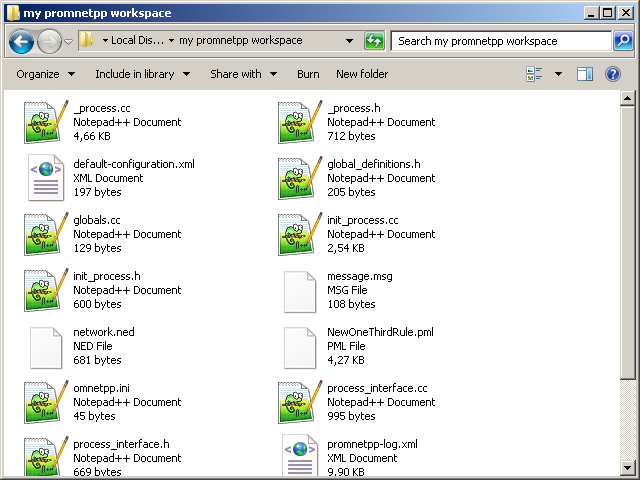 my promnetpp workspace
Local Dis... my promnetpp workspace
Search my promnetpp workspace
Organize Include in library Share with Burn New folder
_process.cc
Notepad++ Document
4,66 KB
_process.h
Notepad++ Document
712 bytes
default-configuration.xml
XML Document
197 bytes
global_definitions.h
Notepad++ Document
205 bytes
globals.cc
Notepad++ Document
129 bytes
init_process.cc
Notepad++ Document
2,54 KB
init_process.h
Notepad++ Document
600 bytes
message.msg
MSG File
108 bytes
network.ned
NED File
681 bytes
NewOneThirdRule.pml
PML File
4,27 KB
omnetpp.ini
Notepad++ Document
45 bytes
process_interface.cc
Notepad++ Document
995 bytes
process_interface.h
Notepad++ Document
669 bytes
promnetpp-log.xml
XML Document
9,90 KB